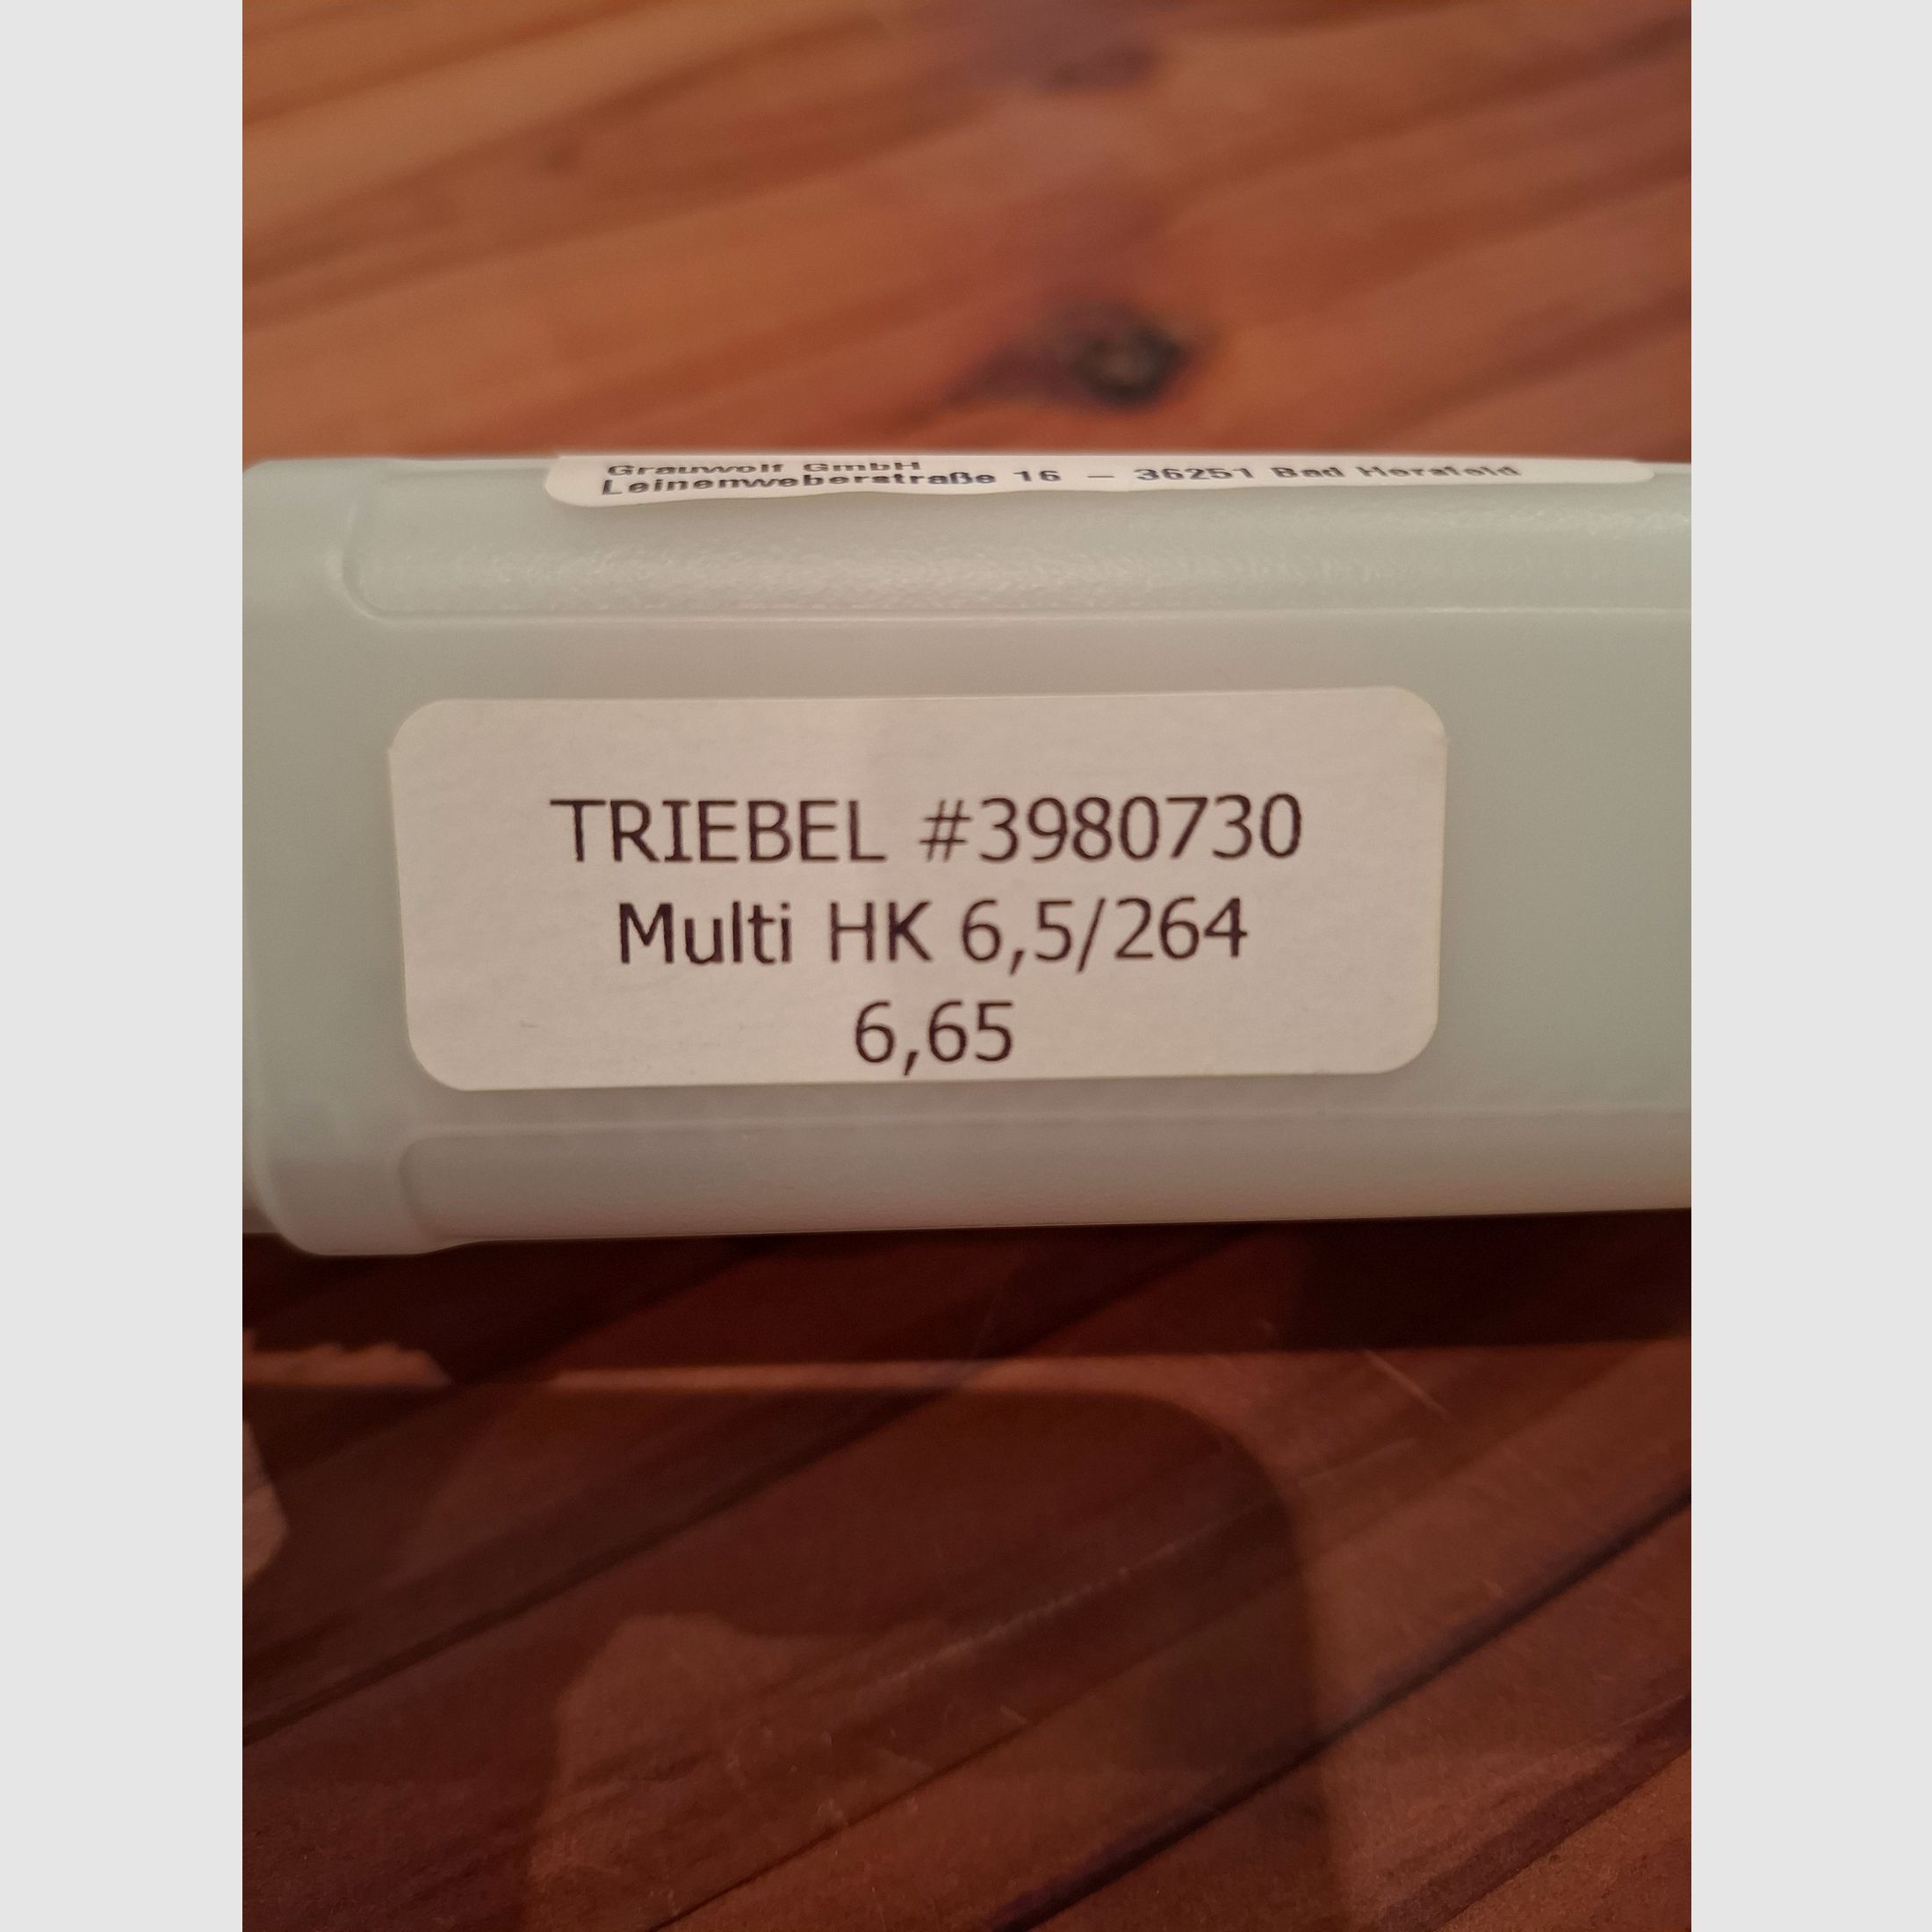 Grauwolf GmbH
Leinenweberstraße 16 – 36251 Bad Hersfeld
TRIEBEL #3980730
Multi HK 6,5/264
6,65